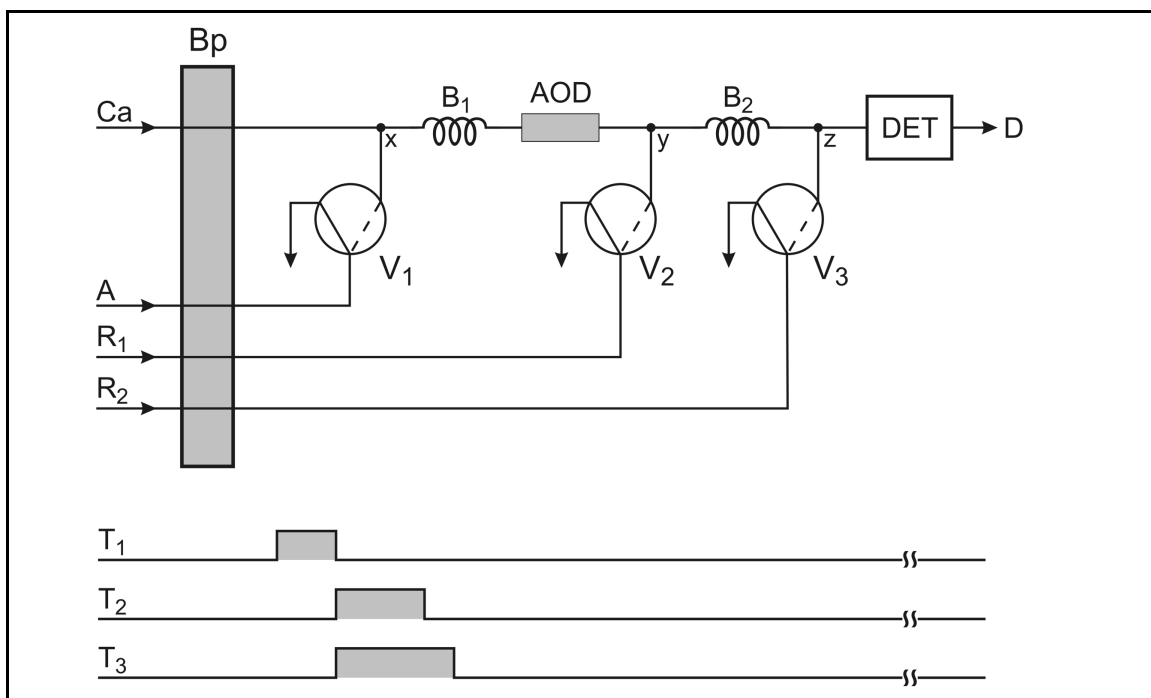 Bp
Ca
B₁
AOD
B₂
x
y
z
DET
D
V₁
V₂
V₃
A
R₁
R₂
T₁
T₂
T₃